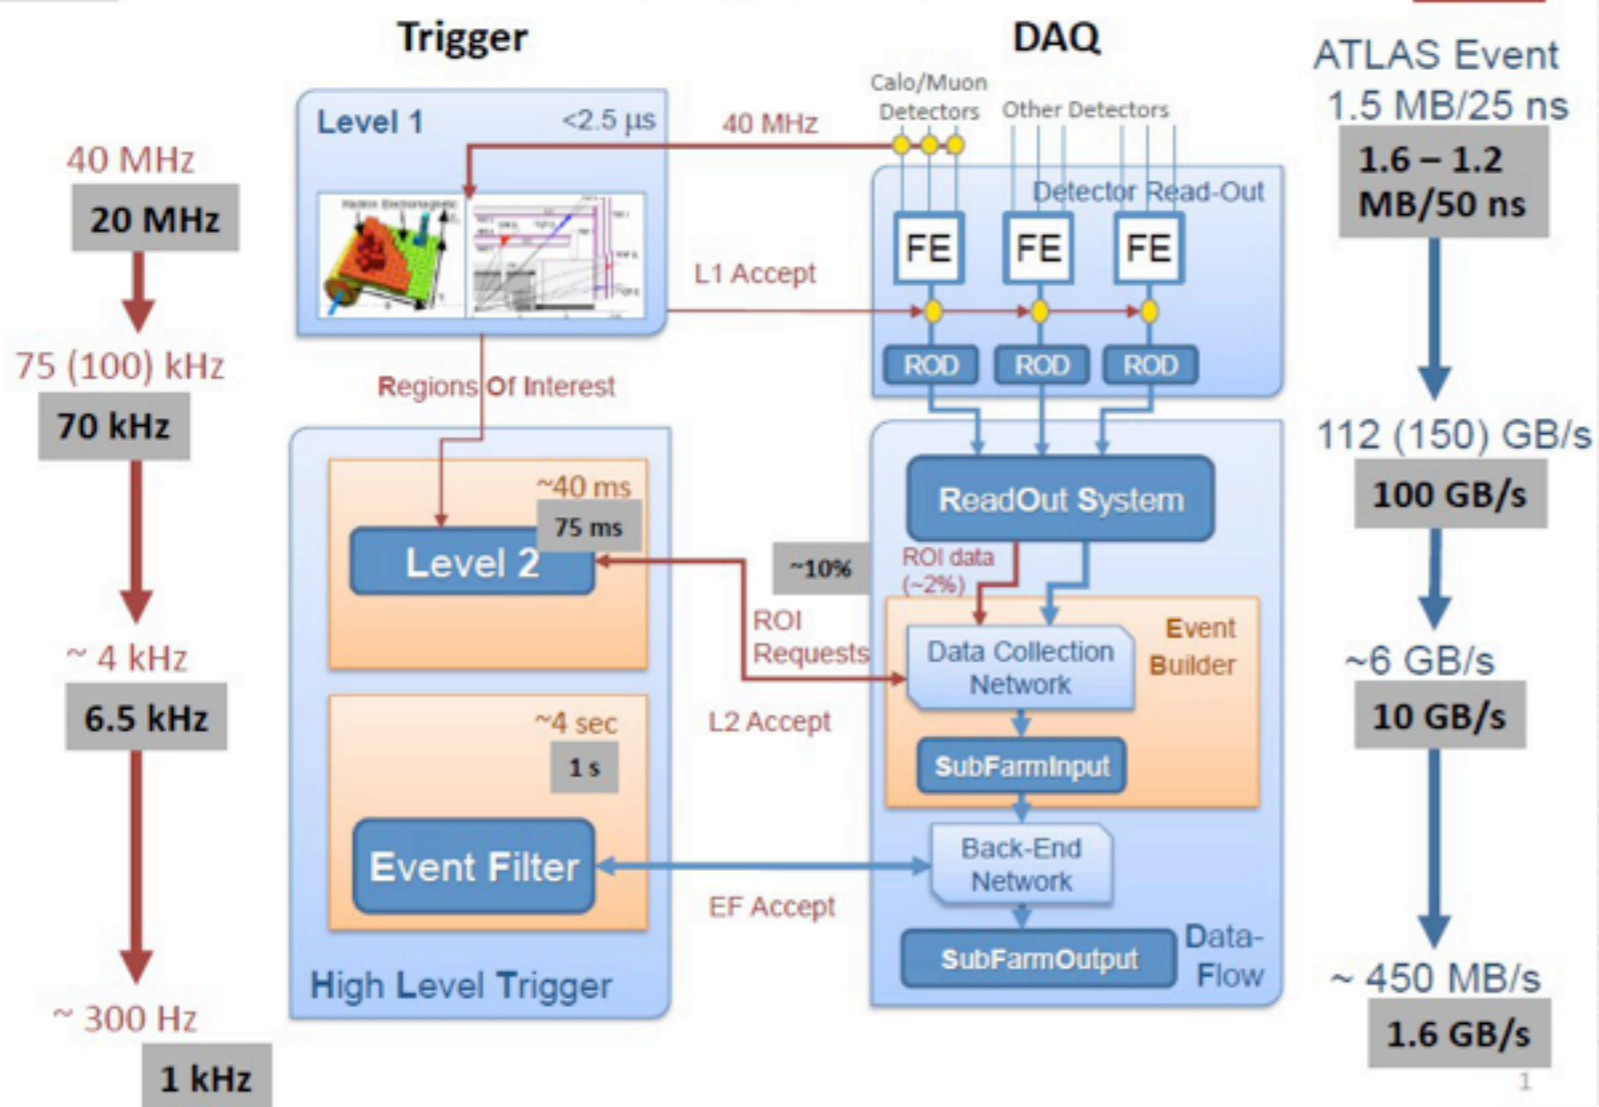 Trigger
DAQ
ATLAS Event
1.5 MB/25 ns
1.6 – 1.2
MB/50 ns
112 (150) GB/s
100 GB/s
~6 GB/s
10 GB/s
~ 450 MB/s
1.6 GB/s
1
40 MHz
20 MHz
75 (100) kHz
70 kHz
~ 4 kHz
6.5 kHz
~ 300 Hz
1 kHz
Level 1
<2.5 μs
40 MHz
L1 Accept
Regions Of Interest
~40 ms
75 ms
Level 2
~4 sec
1 s
Event Filter
High Level Trigger
~10%
ROI
Requests
L2 Accept
EF Accept
Calo/Muon
Detectors
Other Detectors
Detector Read-Out
FE
FE
FE
ROD
ROD
ROD
ReadOut System
ROI data
(~2%)
Event
Builder
Data Collection
Network
SubFarmInput
Back-End
Network
SubFarmOutput
Data-
Flow